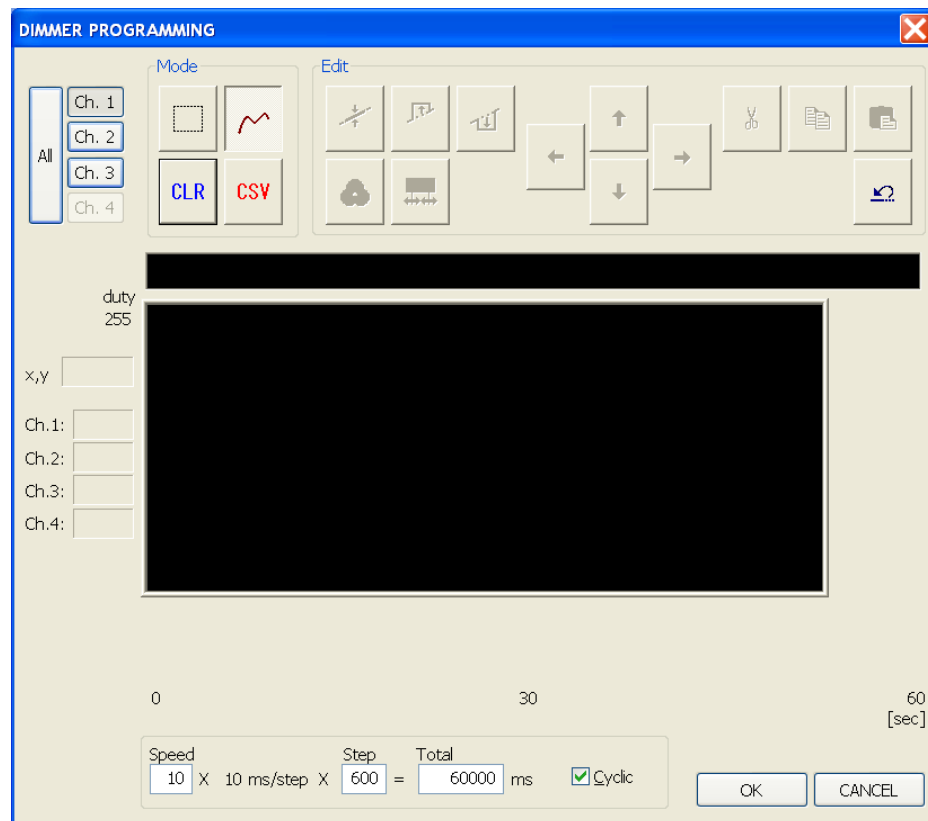 DIMMER PROGRAMMING
Mode
Edit
All
Ch. 1
Ch. 2
Ch. 3
Ch. 4
CLR
CSV
duty
255
x,y
Ch.1:
Ch.2:
Ch.3:
Ch.4:
0 30 60
[sec]
Speed Step Total
10 X 10 ms/step X 600 = 60000 ms Cyclic
OK CANCEL